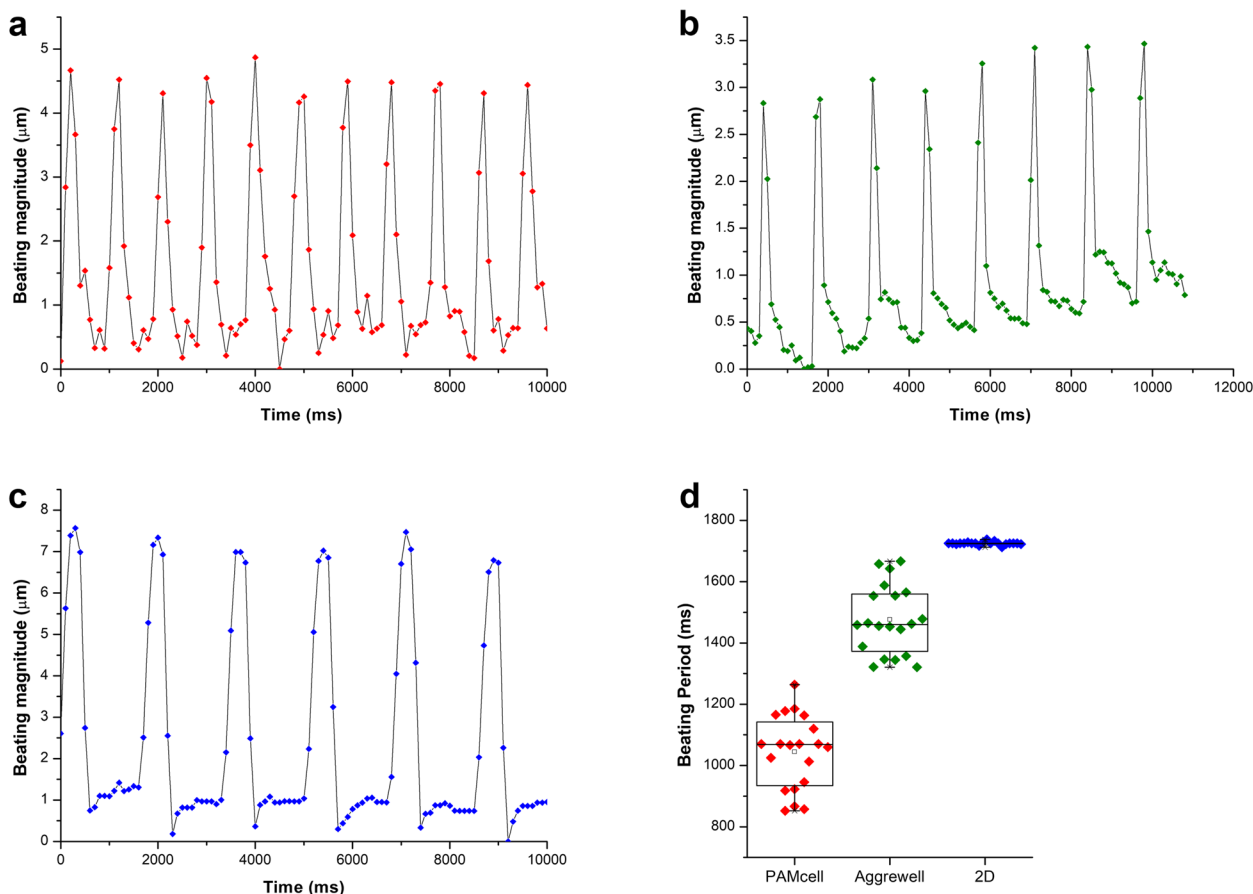 a
Beating magnitude (μm)
5
4
3
2
1
0
0 2000 4000 6000 8000 10000
Time (ms)
b
Beating magnitude (μm)
3.5
3.0
2.5
2.0
1.5
1.0
0.5
0.0
0 2000 4000 6000 8000 10000 12000
Time (ms)
c
Beating magnitude (μm)
8
7
6
5
4
3
2
1
0
0 2000 4000 6000 8000 10000
Time (ms)
d
Beating Period (ms)
1800
1600
1400
1200
1000
800
PAMcell Aggrewell 2D